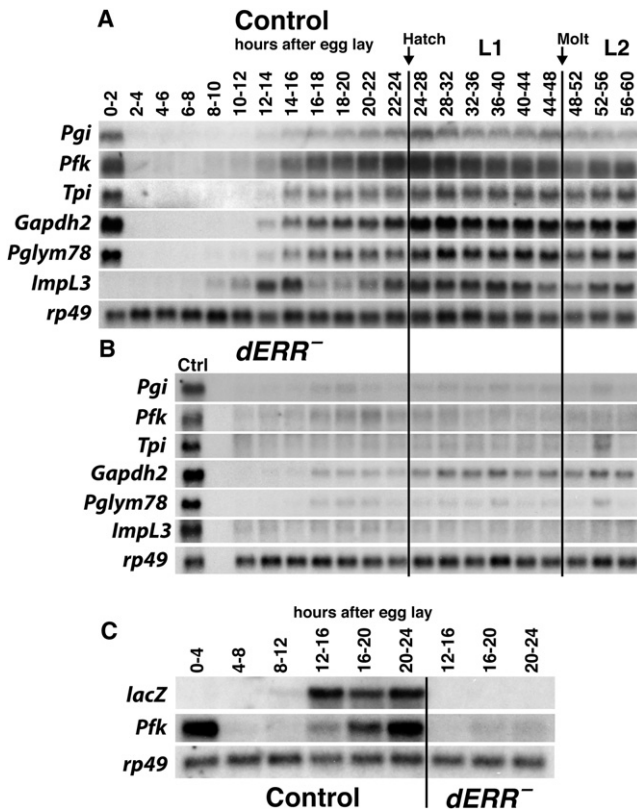 A Control Hatch L1 Molt L2
hours after egg lay
0-2 2-4 4-6 6-8 8-10 10-12 12-14 14-16 16-18 18-20 20-22 22-24 24-28 28-32 32-36 36-40 40-44 44-48 48-52 52-56 56-60
Pgi
Pfk
Tpi
Gapdh2
Pglym78
ImpL3
rp49
B dERR⁻
Ctrl
Pgi
Pfk
Tpi
Gapdh2
Pglym78
ImpL3
rp49
hours after egg lay
C 0-4 4-8 8-12 12-16 16-20 20-24 12-16 16-20 20-24
lacZ
Pfk
rp49
Control dERR⁻